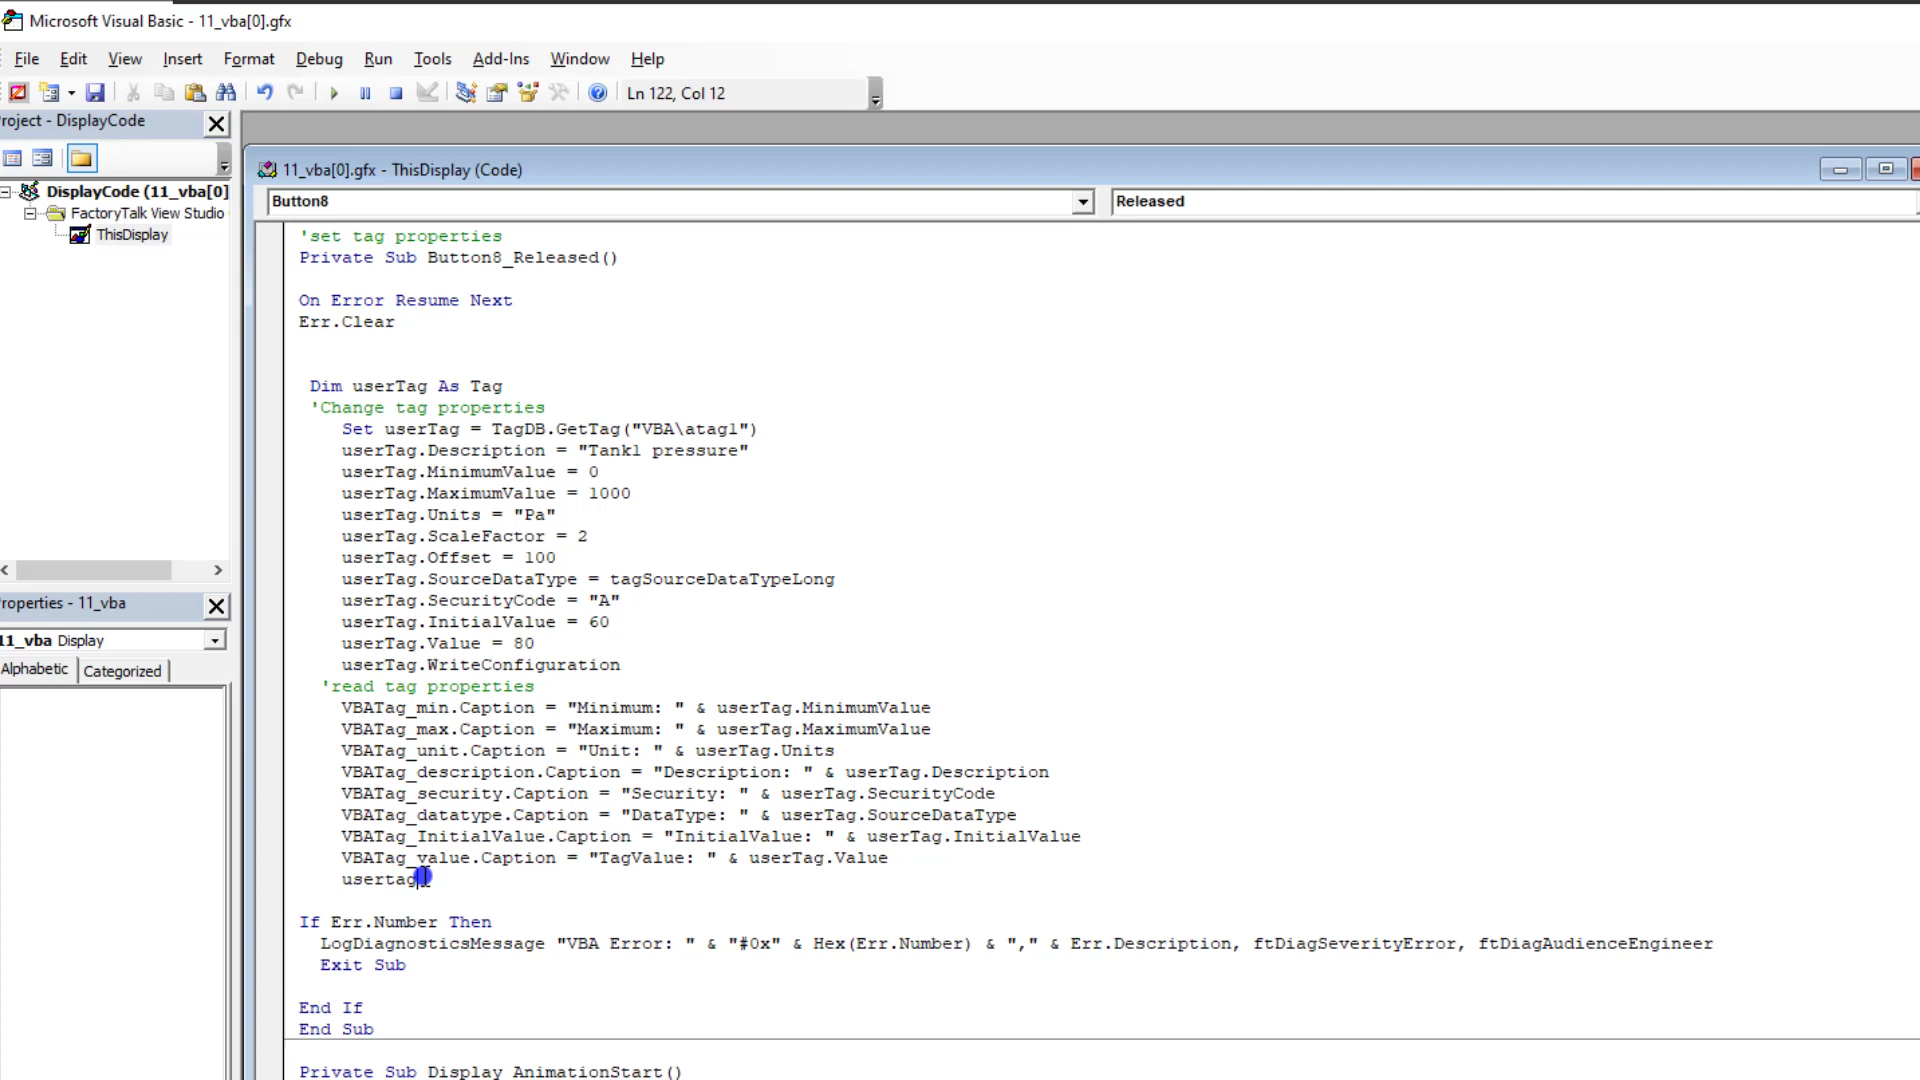 Microsoft Visual Basic - 11_vba[0].gfx
File Edit View Insert Format Debug Run Tools Add-Ins Window Help
Ln 122, Col 12
roject - DisplayCode
11_vba[0].gfx - ThisDisplay (Code)
DisplayCode (11_vba[0]
FactoryTalk View Studio
ThisDisplay
Button8
Released
'set tag properties
Private Sub Button8_Released()
On Error Resume Next
Err.Clear
Dim userTag As Tag
'Change tag properties
Set userTag = TagDB.GetTag("VBA\atag1")
userTag.Description = "Tank1 pressure"
userTag.MinimumValue = 0
userTag.MaximumValue = 1000
userTag.Units = "Pa"
userTag.ScaleFactor = 2
userTag.Offset = 100
userTag.SourceDataType = tagSourceDataTypeLong
userTag.SecurityCode = "A"
userTag.InitialValue = 60
userTag.Value = 80
userTag.WriteConfiguration
'read tag properties
VBATag_min.Caption = "Minimum: " & userTag.MinimumValue
VBATag_max.Caption = "Maximum: " & userTag.MaximumValue
VBATag_unit.Caption = "Unit: " & userTag.Units
VBATag_description.Caption = "Description: " & userTag.Description
VBATag_security.Caption = "Security: " & userTag.SecurityCode
VBATag_datatype.Caption = "DataType: " & userTag.SourceDataType
VBATag_InitialValue.Caption = "InitialValue: " & userTag.InitialValue
VBATag_value.Caption = "TagValue: " & userTag.Value
usertag
If Err.Number Then
LogDiagnosticsMessage "VBA Error: " & "#0x" & Hex(Err.Number) & "," & Err.Description, ftDiagSeverityError, ftDiagAudienceEngineer
Exit Sub
End If
End Sub
Private Sub Display_AnimationStart()
roperties - 11_vba
11_vba Display
Alphabetic Categorized